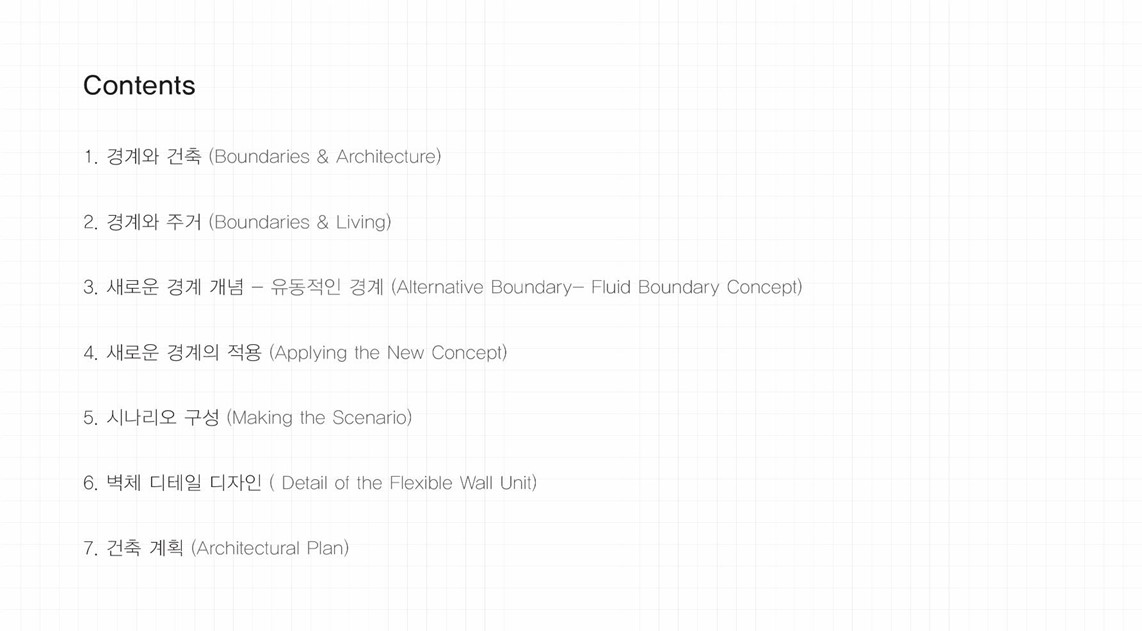 Contents
1. 경계와 건축 (Boundaries & Architecture)
2. 경계와 주거 (Boundaries & Living)
3. 새로운 경계 개념 – 유동적인 경계 (Alternative Boundary– Fluid Boundary Concept)
4. 새로운 경계의 적용 (Applying the New Concept)
5. 시나리오 구성 (Making the Scenario)
6. 벽체 디테일 디자인 ( Detail of the Flexible Wall Unit)
7. 건축 계획 (Architectural Plan)